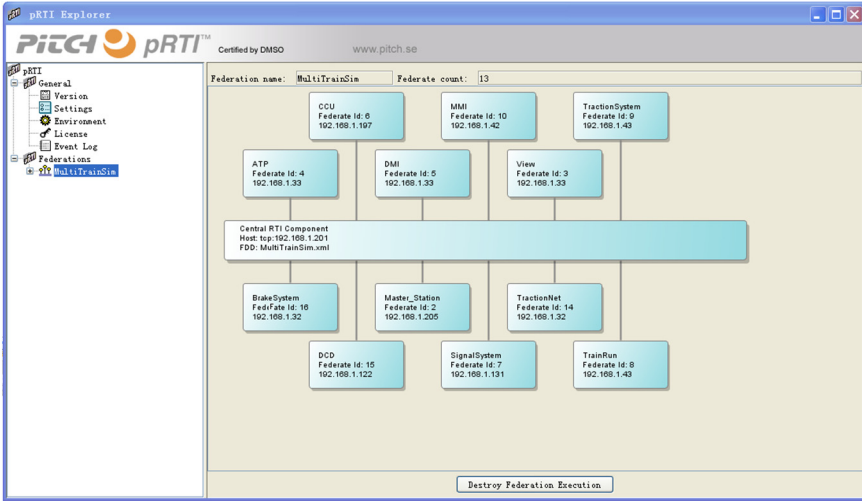 pRTI Explorer
PITCH pRTI™ Certified by DMSO www.pitch.se
pRTI
General
Version
Settings
Environment
License
Event Log
Federations
MultiTrainSim
Federation name: MultiTrainSim Federate count: 13
CCU
Federate Id: 6
192.168.1.197
MMI
Federate Id: 10
192.168.1.42
TractionSystem
Federate Id: 9
192.168.1.43
ATP
Federate Id: 4
192.168.1.33
DMI
Federate Id: 5
192.168.1.33
View
Federate Id: 3
192.168.1.33
Central RTI Component
Host: tcp:192.168.1.201
FDD: MultiTrainSim.xml
BrakeSystem
FedrFate Id: 16
192.168.1.32
Master_Station
Federate Id: 2
192.168.1.205
TractionNet
Federate Id: 14
192.168.1.32
DCD
Federate Id: 15
192.168.1.122
SignalSystem
Federate Id: 7
192.168.1.131
TrainRun
Federate Id: 8
192.168.1.43
Destroy Federation Execution